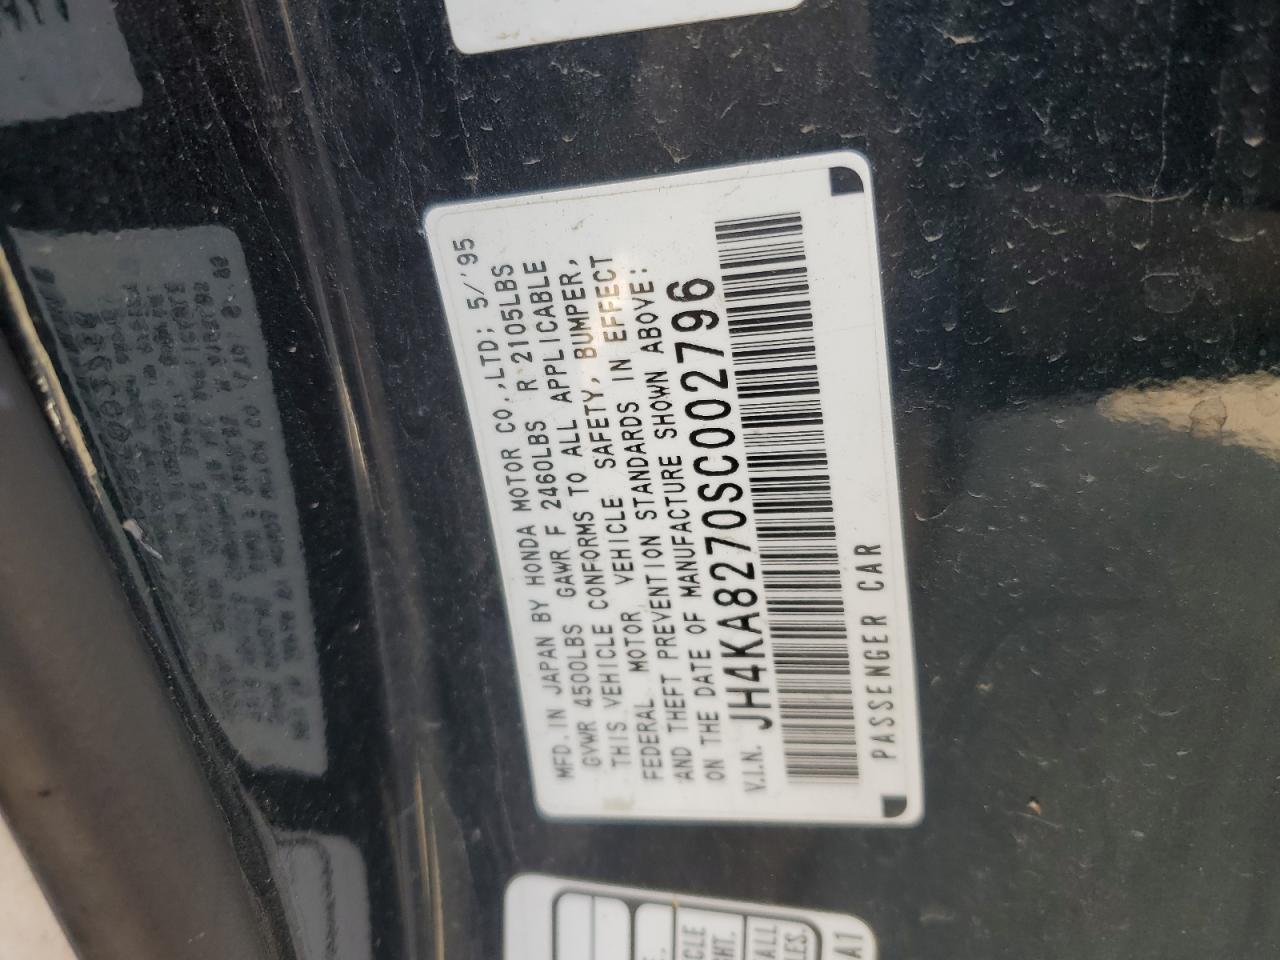 MFD. IN JAPAN BY HONDA MOTOR CO.,LTD; 5/'95
GVWR 4500LBS GAWR F 2460LBS R 2105LBS
THIS VEHICLE CONFORMS TO ALL APPLICABLE
FEDERAL MOTOR VEHICLE SAFETY, BUMPER,
AND THEFT PREVENTION STANDARDS IN EFFECT
ON THE DATE OF MANUFACTURE SHOWN ABOVE:
V.I.N. JH4KA8270SC002796
PASSENGER CAR
A1